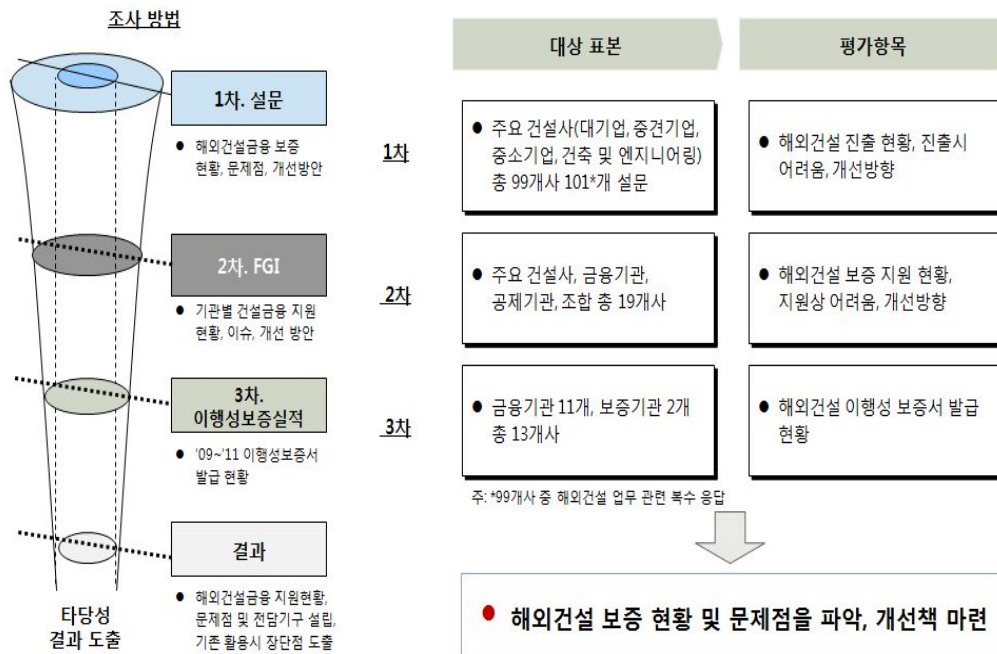 조사 방법
1차. 설문
● 해외건설금융 보증
현황, 문제점, 개선방안
2차. FGI
● 기관별 건설금융 지원
현황, 이슈, 개선 방안
3차.
이행성보증실적
● '09~'11 이행성보증서
발급 현황
결과
● 해외건설금융 지원현황,
문제점 및 전담기구 설립,
기존 활용시 장단점 도출
타당성
결과 도출
대상 표본
평가항목
1차
● 주요 건설사(대기업, 중견기업,
중소기업, 건축 및 엔지니어링)
총 99개사 101*개 설문
● 해외건설 진출 현황, 진출시
어려움, 개선방향
2차
● 주요 건설사, 금융기관,
공제기관, 조합 총 19개사
● 해외건설 보증 지원 현황,
지원상 어려움, 개선방향
3차
● 금융기관 11개, 보증기관 2개
총 13개사
● 해외건설 이행성 보증서 발급
현황
주: *99개사 중 해외건설 업무 관련 복수 응답
● 해외건설 보증 현황 및 문제점을 파악, 개선책 마련